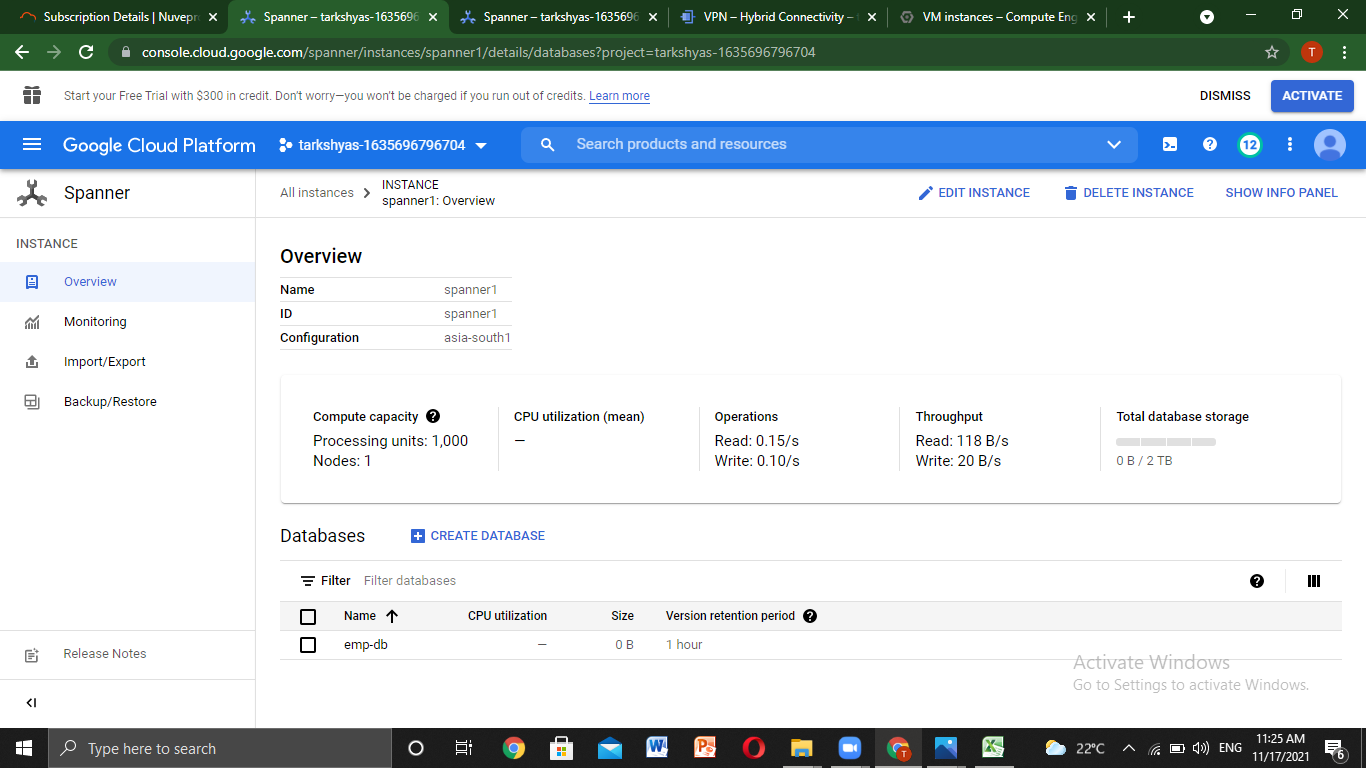 Subscription Details | Nuvepro
Spanner – tarkshyas-1635696
Spanner – tarkshyas-1635696
VPN – Hybrid Connectivity –
VM instances – Compute Eng
console.cloud.google.com/spanner/instances/spanner1/details/databases?project=tarkshyas-1635696796704
T
Start your Free Trial with $300 in credit. Don't worry—you won't be charged if you run out of credits. Learn more
DISMISS
ACTIVATE
Google Cloud Platform
tarkshyas-1635696796704
Search products and resources
12
Spanner
All instances
INSTANCE
spanner1: Overview
EDIT INSTANCE
DELETE INSTANCE
SHOW INFO PANEL
INSTANCE
Overview
Monitoring
Import/Export
Backup/Restore
Release Notes
Overview
Name spanner1
ID spanner1
Configuration asia-south1
Compute capacity
Processing units: 1,000
Nodes: 1
CPU utilization (mean)
—
Operations
Read: 0.15/s
Write: 0.10/s
Throughput
Read: 118 B/s
Write: 20 B/s
Total database storage
0 B / 2 TB
Databases
CREATE DATABASE
Filter Filter databases
Name CPU utilization Size Version retention period
emp-db — 0 B 1 hour
Activate Windows
Go to Settings to activate Windows.
Type here to search
T
22°C
ENG
11:25 AM
11/17/2021
6